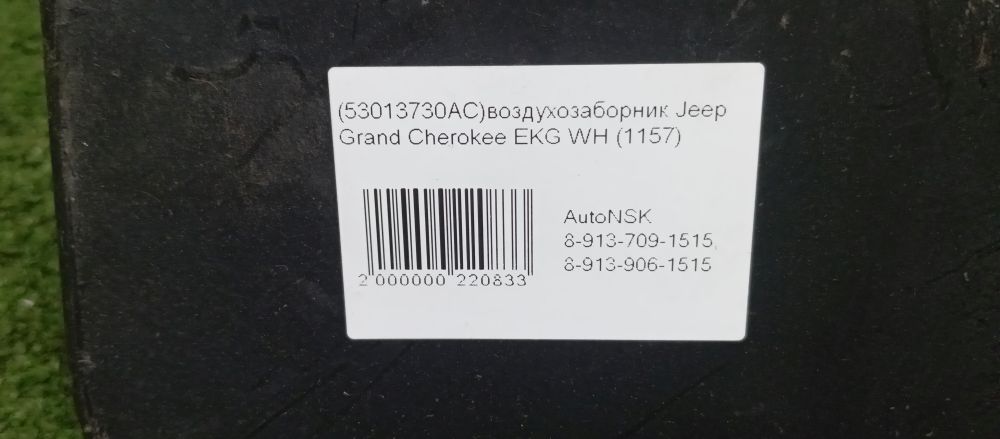 (53013730AC)воздухозаборник Jeep
Grand Cherokee EKG WH (1157)
AutoNSK
8-913-709-1515,
8-913-906-1515
2 000000 220833